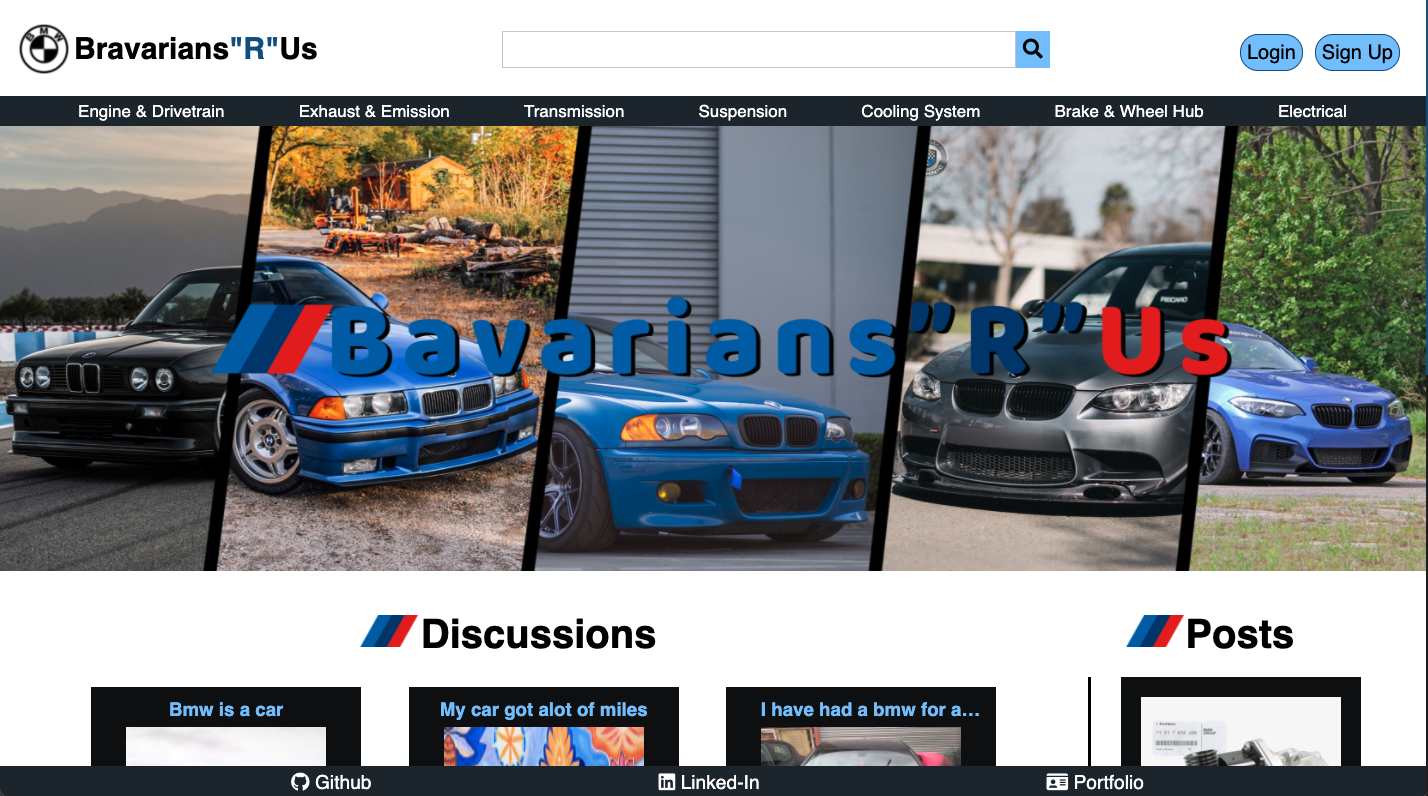 BMW
Bravarians"R"Us
Login
Sign Up
Engine & Drivetrain
Exhaust & Emission
Transmission
Suspension
Cooling System
Brake & Wheel Hub
Electrical
RECARO
Bavarians"R"Us
Discussions
Posts
Bmw is a car
My car got alot of miles
I have had a bmw for a...
Github
Linked-In
Portfolio